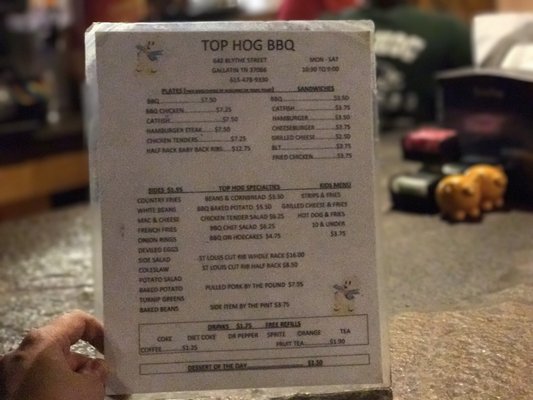 TOP HOG BBQ
640 BLYTHE STREET MON - SAT
GALLATIN TN 37066 10:30 TO 9:00
615-478-9330
PLATES SANDWICHES
BBQ $7.50 BBQ $3.50
BBQ CHICKEN $7.25 CATFISH $3.75
CATFISH $7.50 HAMBURGER $3.50
HAMBURGER STEAK $7.50 CHEESEBURGER $3.75
CHICKEN TENDERS $7.25 GRILLED CHEESE $2.50
HALF RACK BABY BACK RIBS $12.75 BLT $3.75
FRIED CHICKEN $3.75
SIDES $1.95 TOP HOG SPECIALTIES KIDS MENU
COUNTRY FRIES BEANS & CORNBREAD $3.50 STRIPS & FRIES
WHITE BEANS BBQ BAKED POTATO $5.50 GRILLED CHEESE & FRIES
MAC & CHEESE CHICKEN TENDER SALAD $6.25 HOT DOG & FRIES
FRENCH FRIES BBQ CHEF SALAD $6.25 10 & UNDER
ONION RINGS BBQ ON HOECAKES $4.75 $3.75
DEVILED EGGS
SIDE SALAD ST LOUIS CUT RIB WHOLE RACK $16.00
COLESLAW ST LOUIS CUT RIB HALF RACK $8.50
POTATO SALAD
BAKED POTATO PULLED PORK BY THE POUND $7.95
TURNIP GREENS
BAKED BEANS SIDE ITEM BY THE PINT $3.75
DRINKS $1.75 FREE REFILLS
COKE DIET COKE DR PEPPER SPRITE ORANGE TEA
COFFEE $1.25 FRUIT TEA $1.90
DESSERT OF THE DAY $2.50